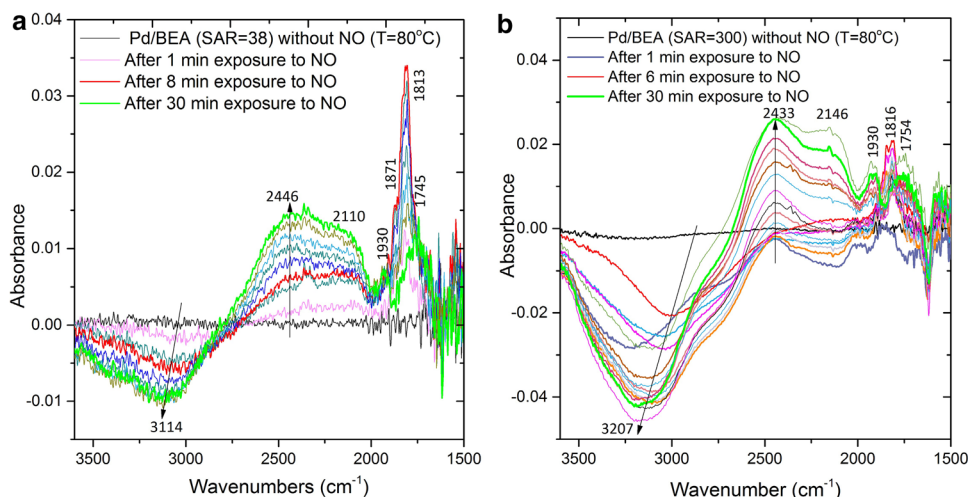 a
Pd/BEA (SAR=38) without NO (T=80°C)
After 1 min exposure to NO
After 8 min exposure to NO
After 30 min exposure to NO
0.04
0.03
0.02
0.01
0.00
-0.01
Absorbance
3500 3000 2500 2000 1500
Wavenumbers (cm-1)
2446
2110
1930
1871
1813
1745
3114
b
Pd/BEA (SAR=300) without NO (T=80°C)
After 1 min exposure to NO
After 6 min exposure to NO
After 30 min exposure to NO
0.04
0.02
0.00
-0.02
-0.04
Absorbance
3500 3000 2500 2000 1500
Wavenumber (cm-1)
2433
2146
1930
1816
1754
3207